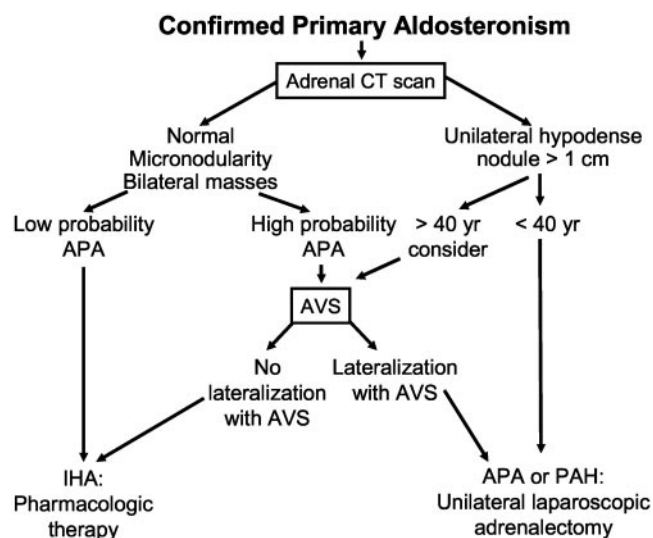 Confirmed Primary Aldosteronism
Adrenal CT scan
Normal
Micronodularity
Bilateral masses
Unilateral hypodense
nodule > 1 cm
Low probability
APA
High probability
APA
> 40 yr
consider
< 40 yr
AVS
No
lateralization
with AVS
Lateralization
with AVS
IHA:
Pharmacologic
therapy
APA or PAH:
Unilateral laparoscopic
adrenalectomy